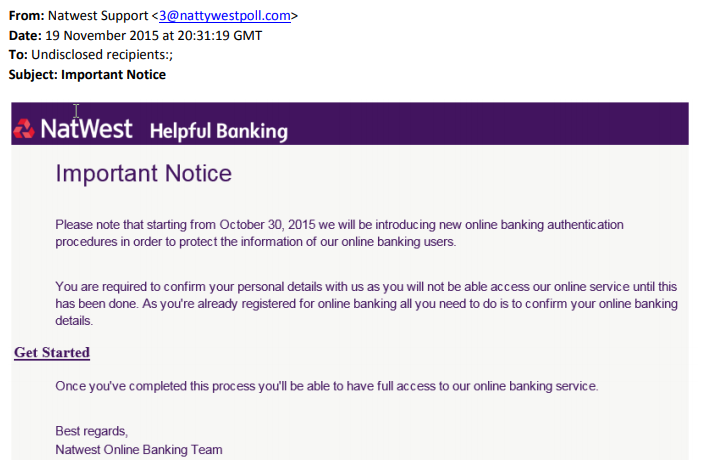 From: Natwest Support <3@nattywestpoll.com>
Date: 19 November 2015 at 20:31:19 GMT
To: Undisclosed recipients:;
Subject: Important Notice
NatWest Helpful Banking
Important Notice
Please note that starting from October 30, 2015 we will be introducing new online banking authentication
procedures in order to protect the information of our online banking users.
You are required to confirm your personal details with us as you will not be able access our online service until this
has been done. As you're already registered for online banking all you need to do is to confirm your online banking
details.
Get Started
Once you've completed this process you'll be able to have full access to our online banking service.
Best regards,
Natwest Online Banking Team